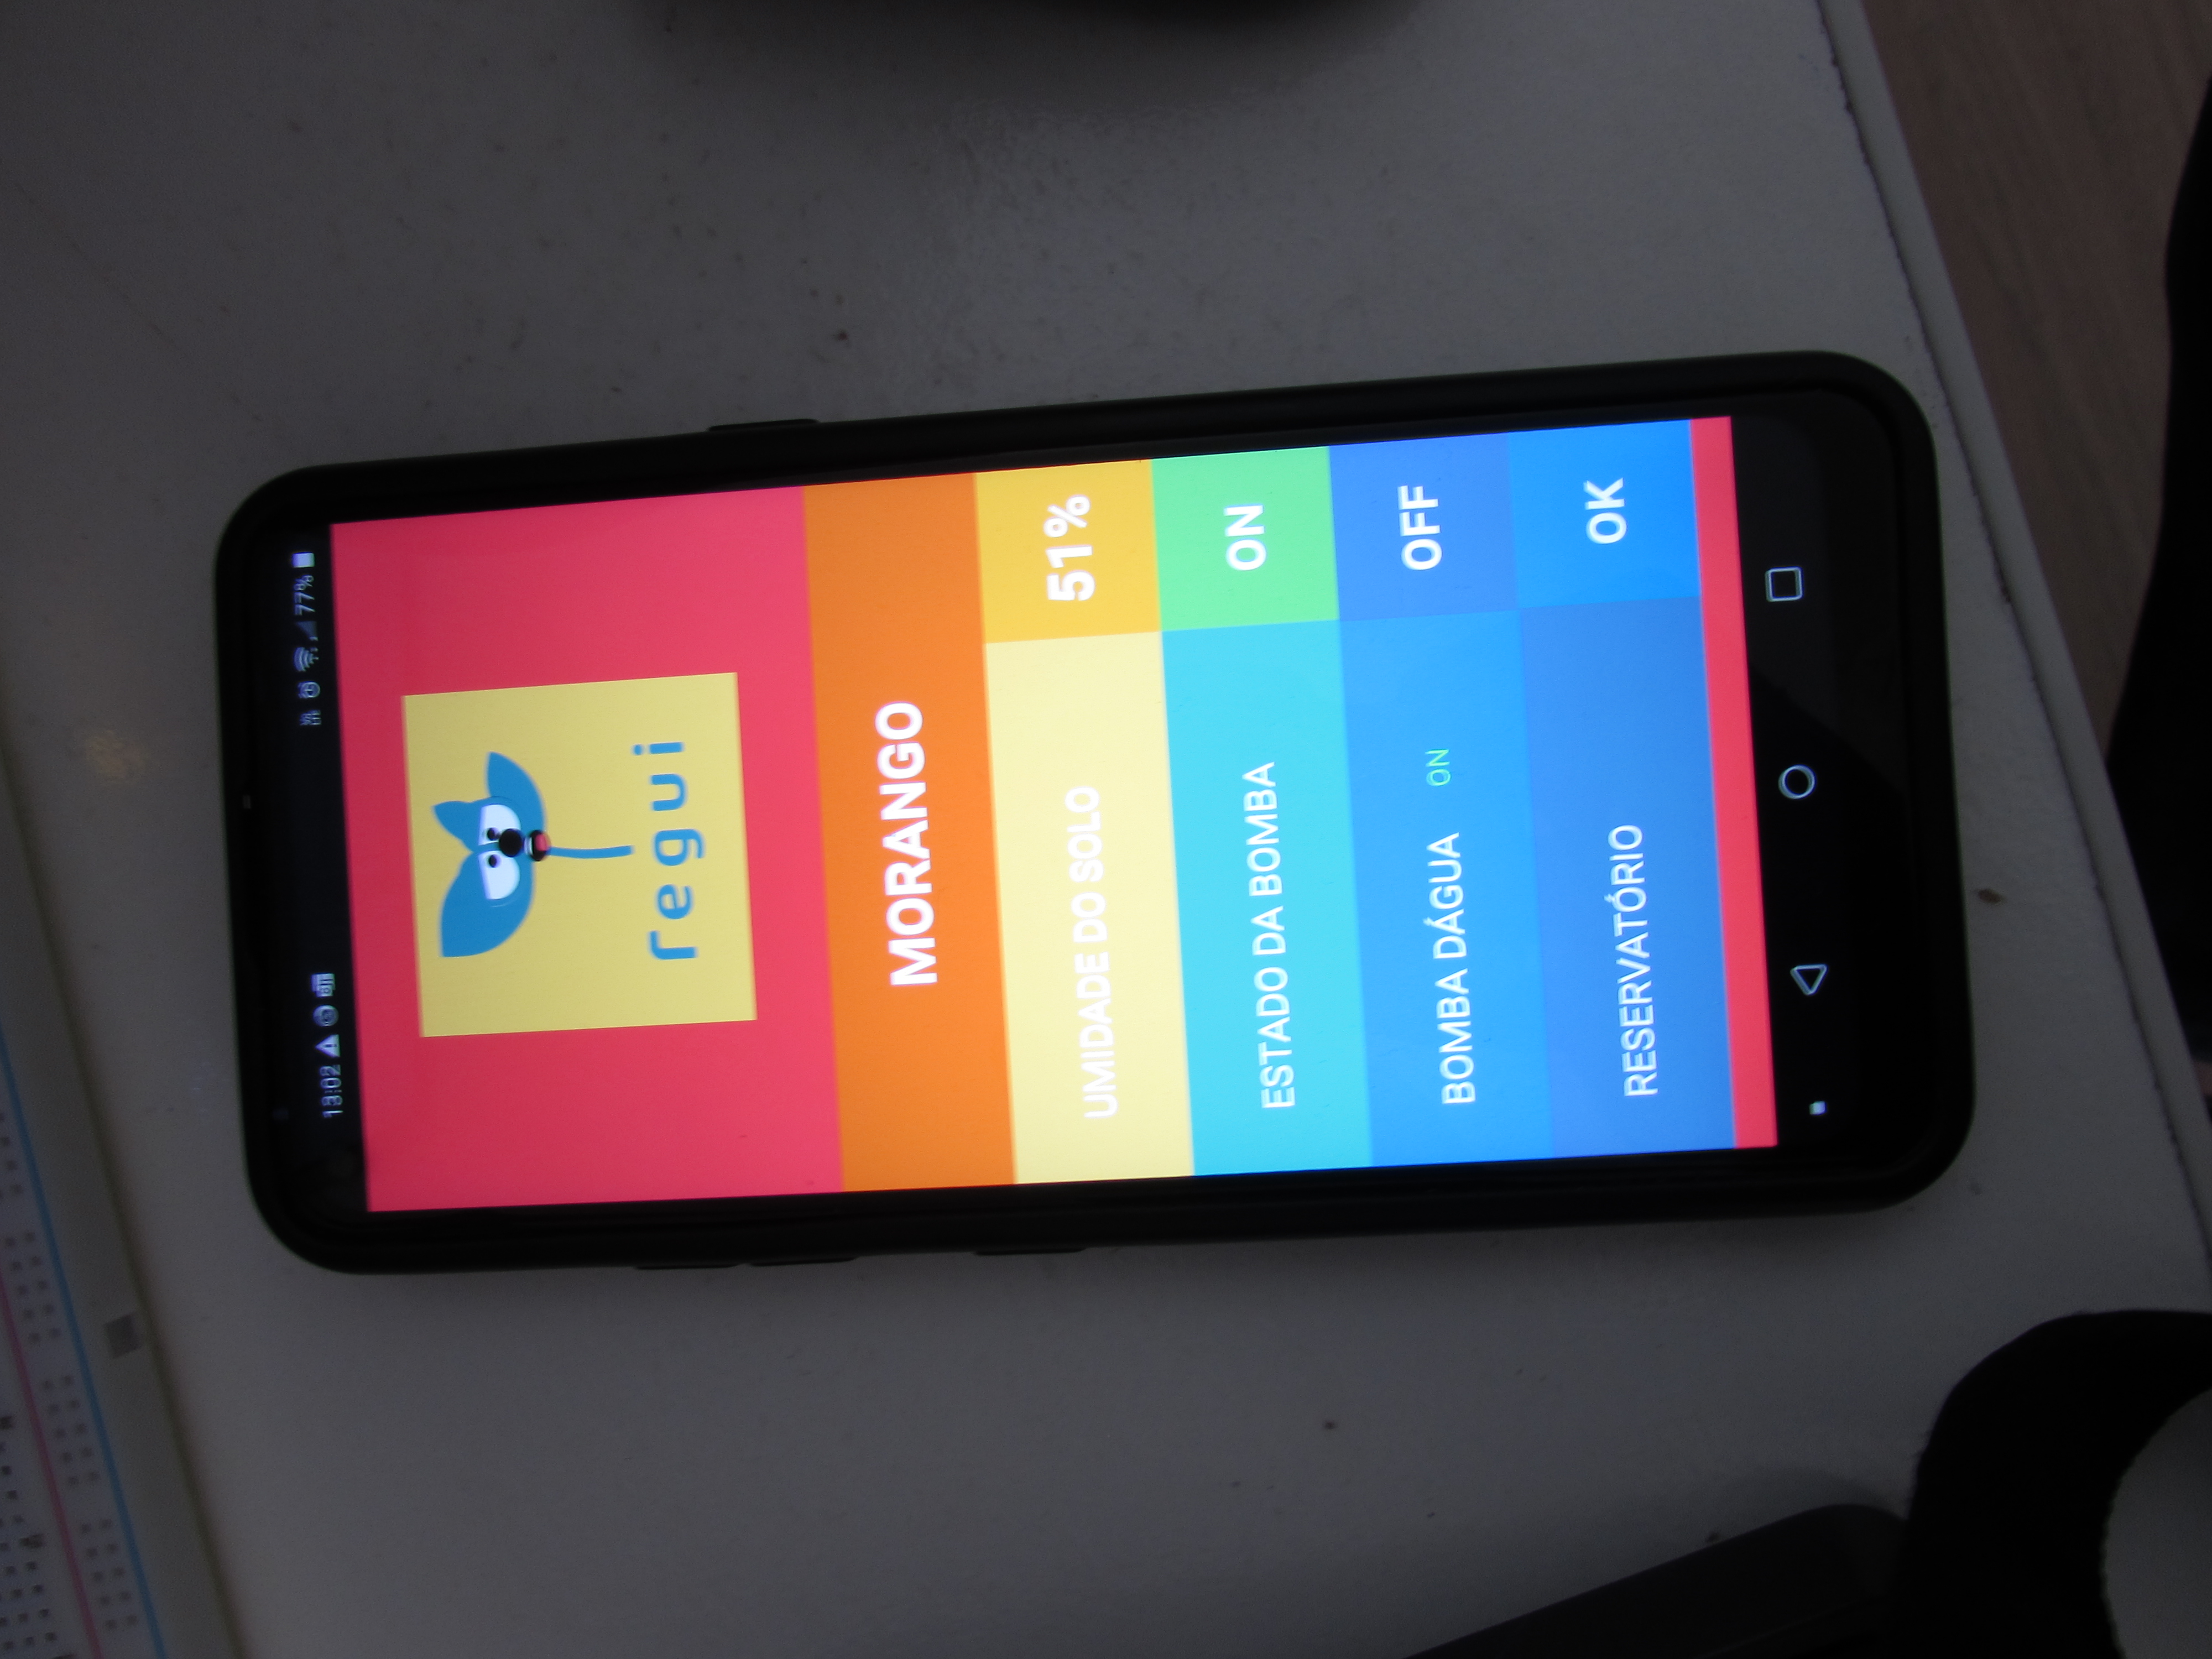 13:02 77%
regui
MORANGO
UMIDADE DO SOLO 51%
ESTADO DA BOMBA ON
BOMBA DÁGUA ON OFF
RESERVATÓRIO OK